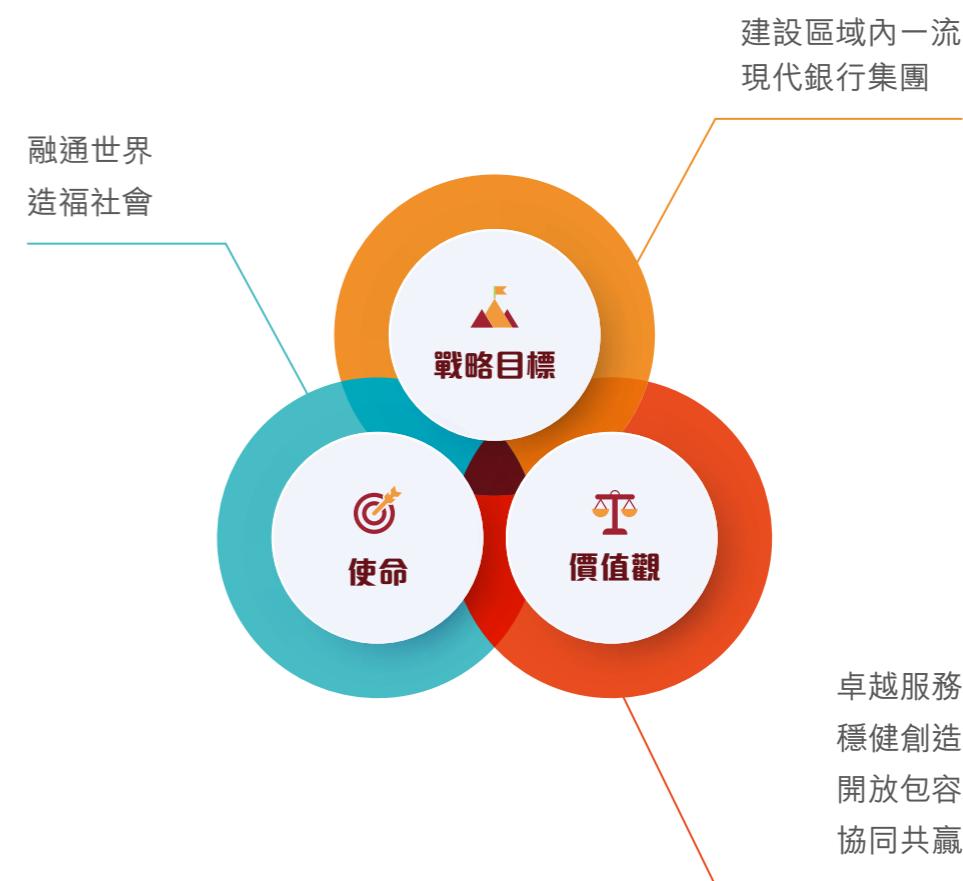 建設區域內一流
現代銀行集團
融通世界
造福社會
戰略目標
使命
價值觀
卓越服務
穩健創造
開放包容
協同共贏